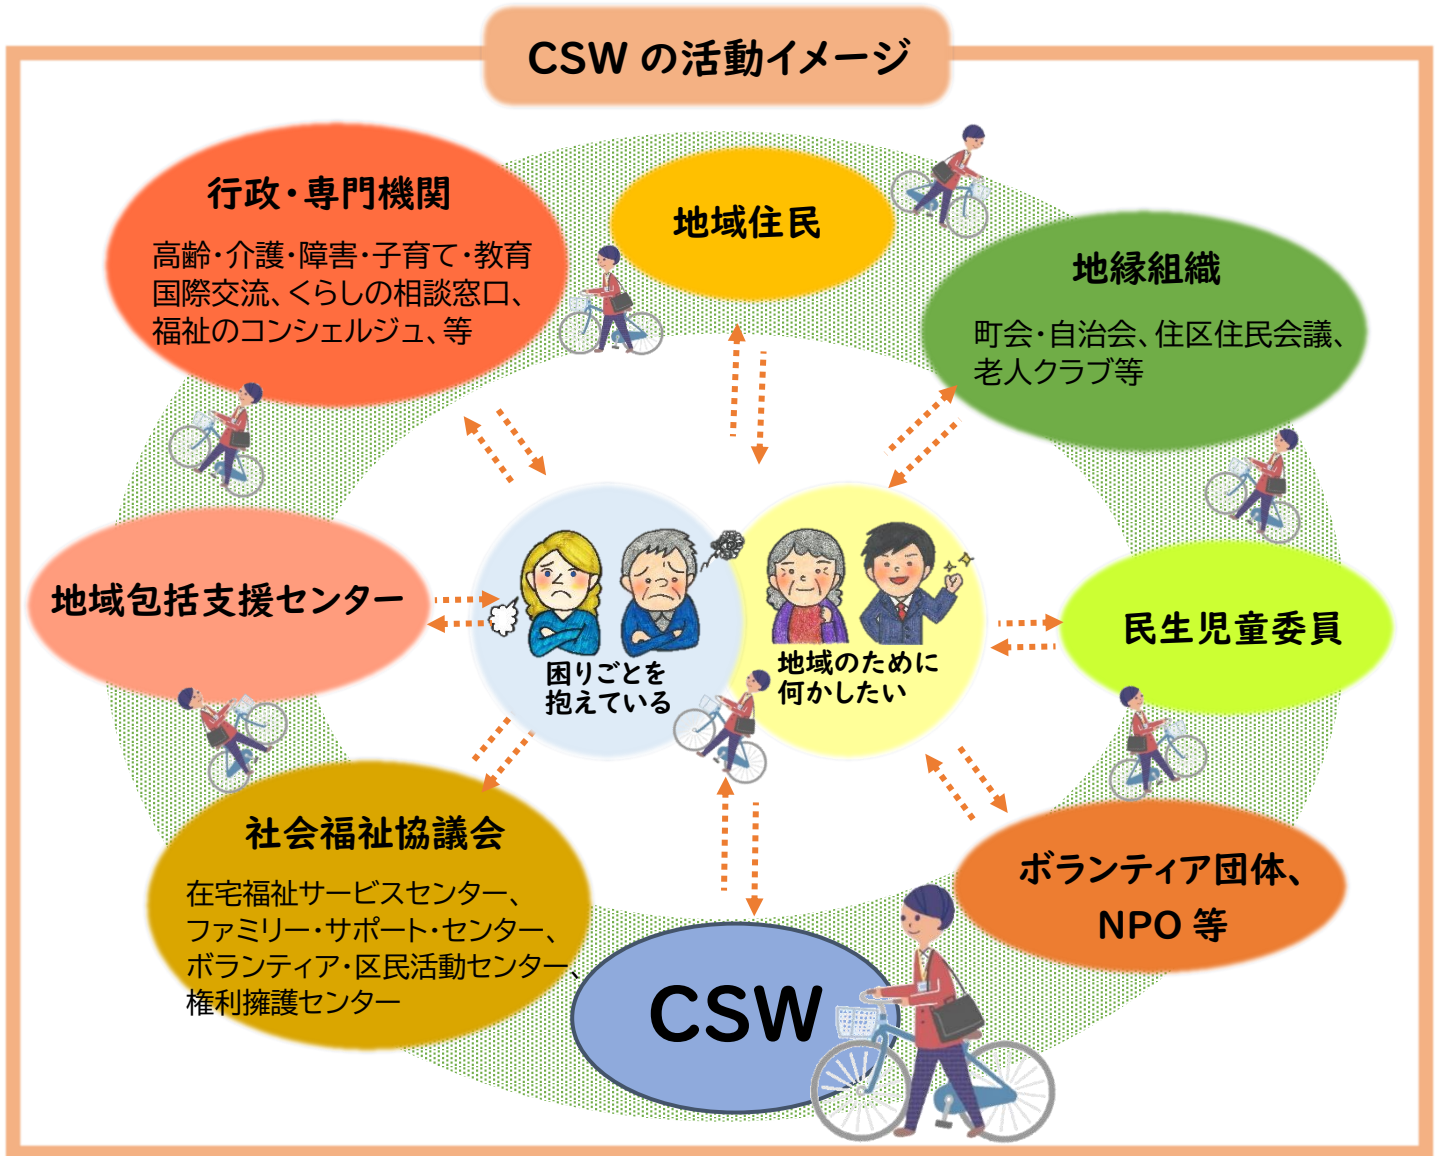 CSW の活動イメージ
行政・専門機関
高齢・介護・障害・子育て・教育
国際交流、くらしの相談窓口、
福祉のコンシェルジュ、等
地域住民
地縁組織
町会・自治会、住区住民会議、
老人クラブ等
地域包括支援センター
困りごとを
抱えている
地域のために
何かしたい
民生児童委員
社会福祉協議会
在宅福祉サービスセンター、
ファミリー・サポート・センター、
ボランティア・区民活動センター、
権利擁護センター
CSW
ボランティア団体、
NPO 等